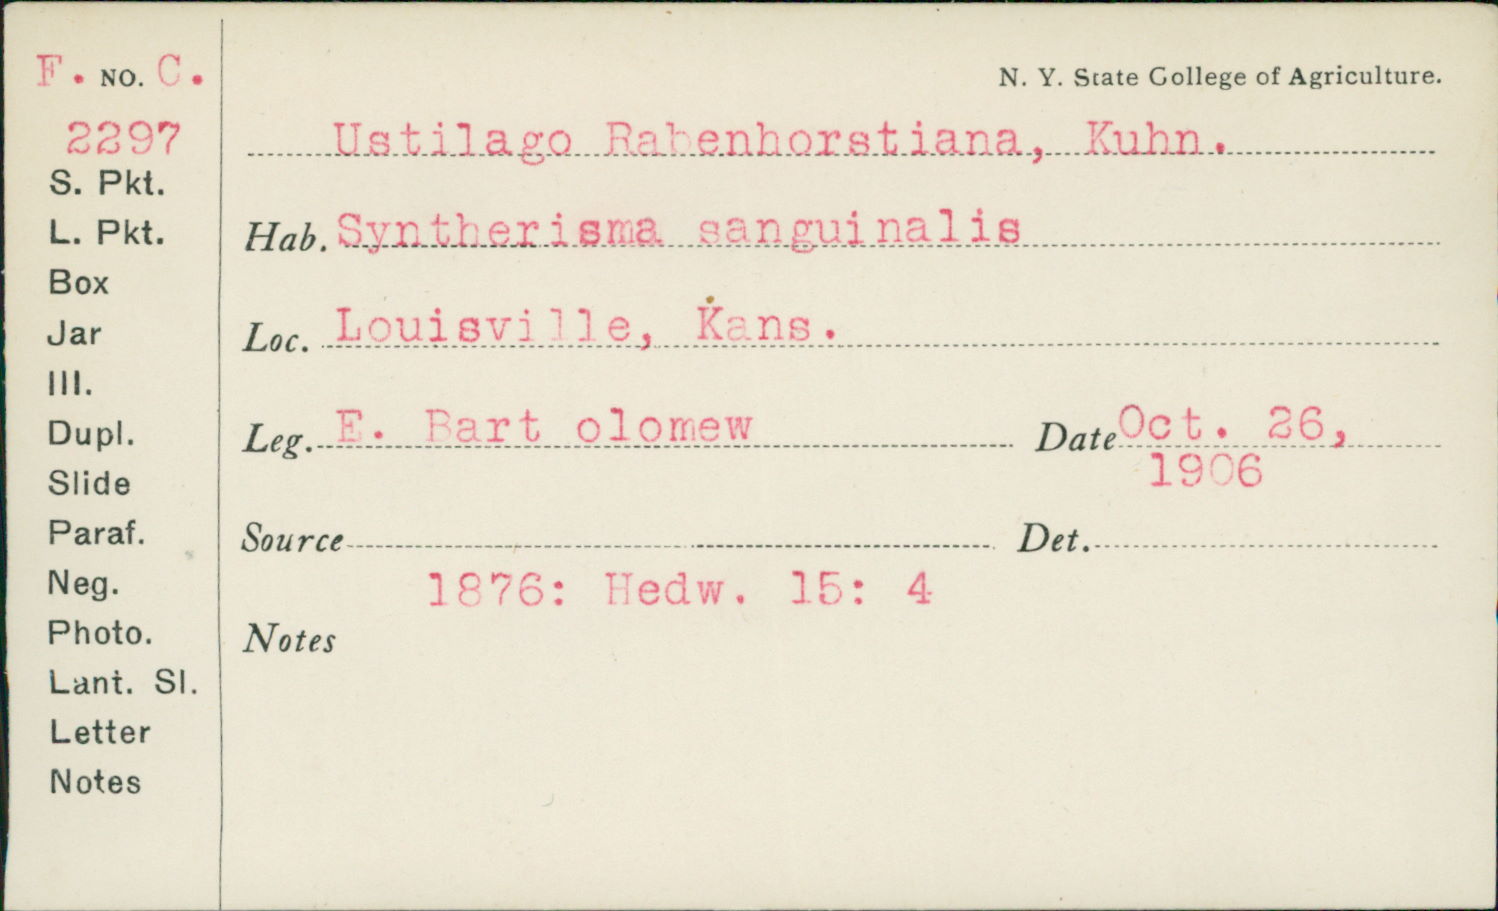 F. NO. C.
N. Y. State College of Agriculture.
2297
Ustilago Rabenhorstiana, Kuhn.
S. Pkt.
L. Pkt.
Hab. Syntherisma sanguinalis
Box
Jar
Loc. Louisville, Kans.
Ill.
Dupl.
Leg. E. Bart olomew Date Oct. 26,
1906
Slide
Paraf.
Source Det.
Neg.
1876: Hedw. 15: 4
Photo.
Notes
Lant. Sl.
Letter
Notes